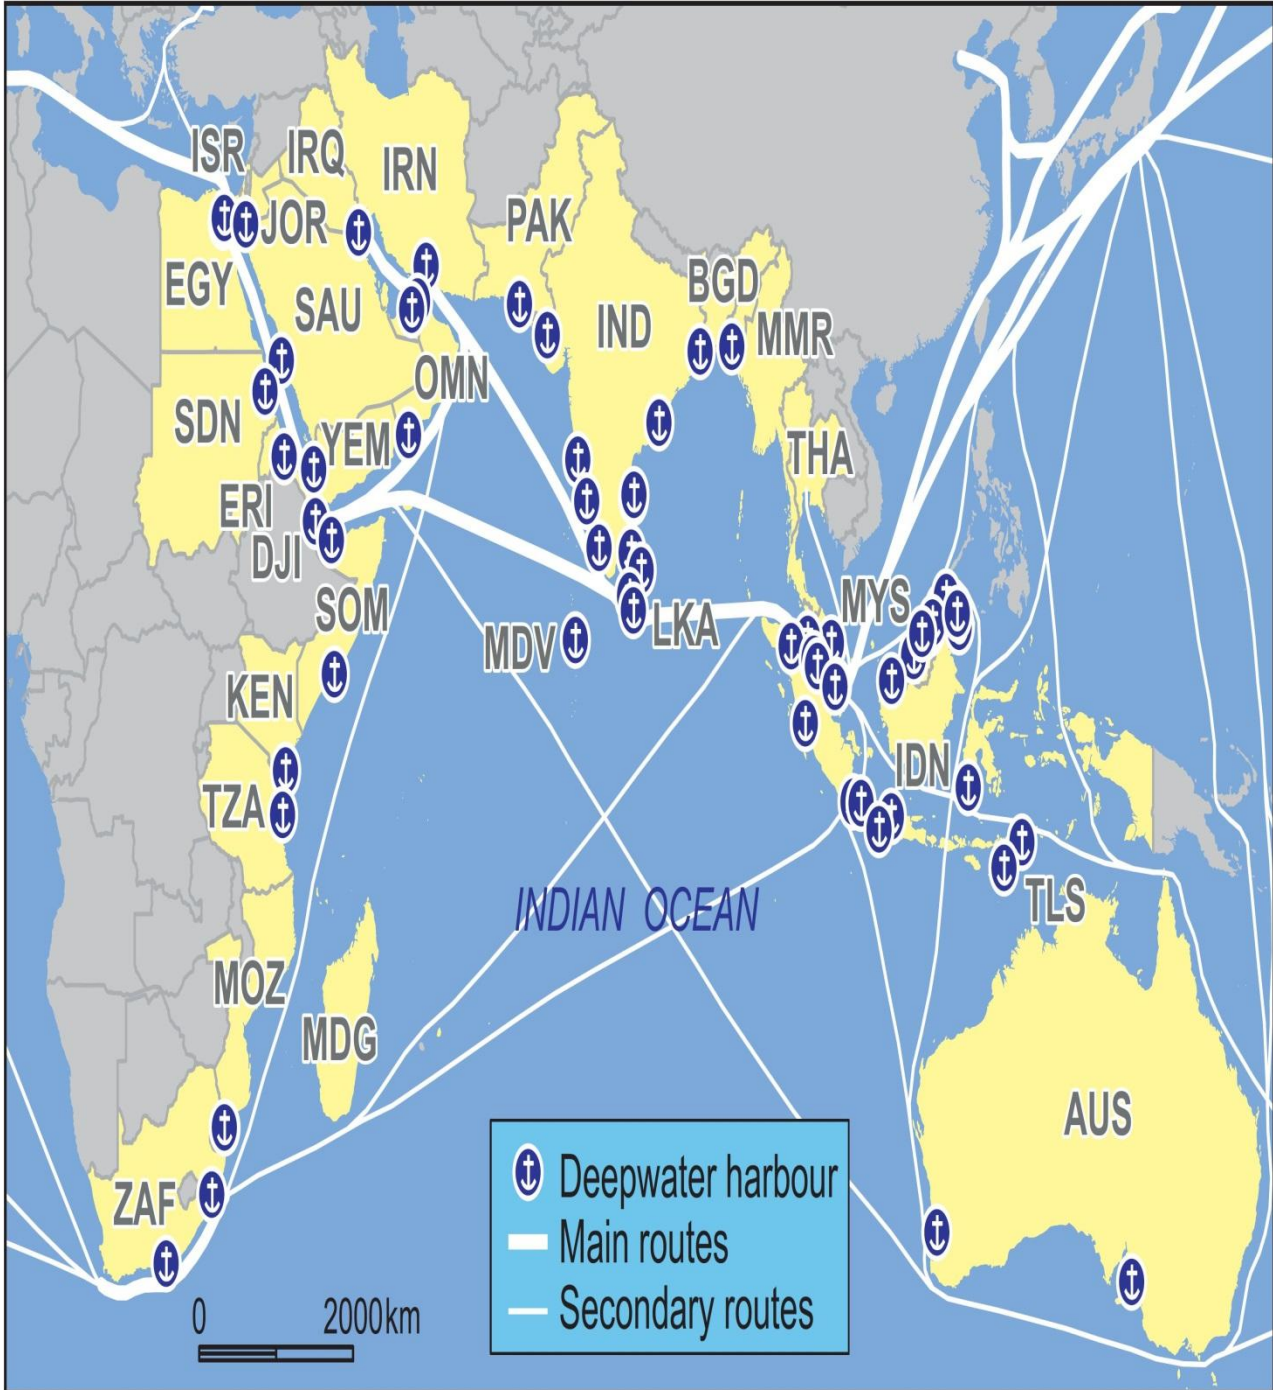 ISR
IRQ
IRN
JOR
PAK
EGY
SAU
BGD
IND
MMR
OMN
SDN
YEM
THA
ERI
DJI
SOM
MYS
MDV
LKA
KEN
IDN
TZA
INDIAN OCEAN
TLS
MOZ
MDG
AUS
ZAF
Deepwater harbour
Main routes
Secondary routes
0 2000km